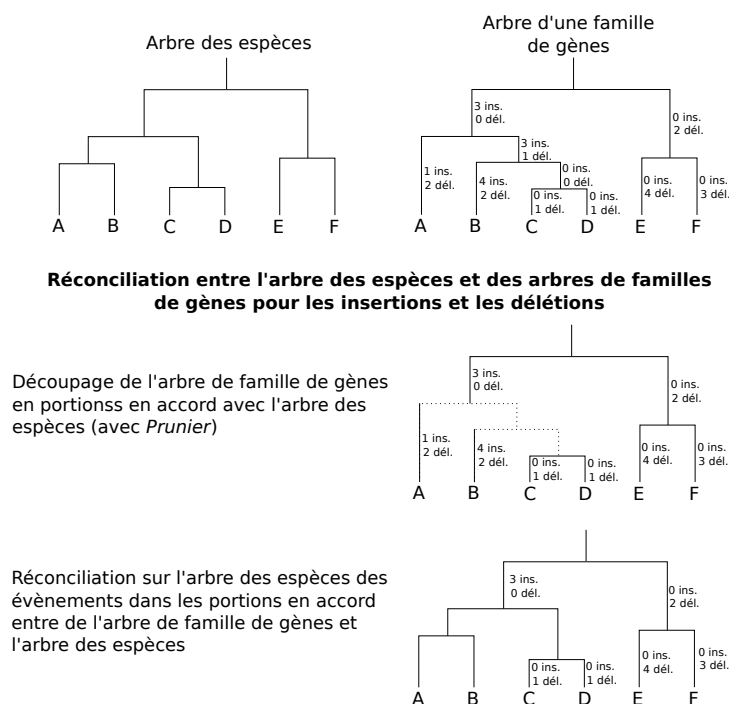 Arbre des espèces
Arbre d'une famille
de gènes
3 ins.
0 dél.
0 ins.
2 dél.
3 ins.
1 dél.
1 ins.
2 dél.
4 ins.
2 dél.
0 ins.
0 dél.
0 ins.
1 dél.
0 ins.
1 dél.
0 ins.
4 dél.
0 ins.
3 dél.
A B C D E F
A B C D E F
Réconciliation entre l'arbre des espèces et des arbres de familles
de gènes pour les insertions et les délétions
Découpage de l'arbre de famille de gènes
en portionss en accord avec l'arbre des
espèces (avec Prunier)
3 ins.
0 dél.
0 ins.
2 dél.
1 ins.
2 dél.
4 ins.
2 dél.
0 ins.
1 dél.
0 ins.
1 dél.
0 ins.
4 dél.
0 ins.
3 dél.
A B C D E F
Réconciliation sur l'arbre des espèces des
évènements dans les portions en accord
entre de l'arbre de famille de gènes et
l'arbre des espèces
3 ins.
0 dél.
0 ins.
2 dél.
0 ins.
1 dél.
0 ins.
1 dél.
0 ins.
4 dél.
0 ins.
3 dél.
A B C D E F